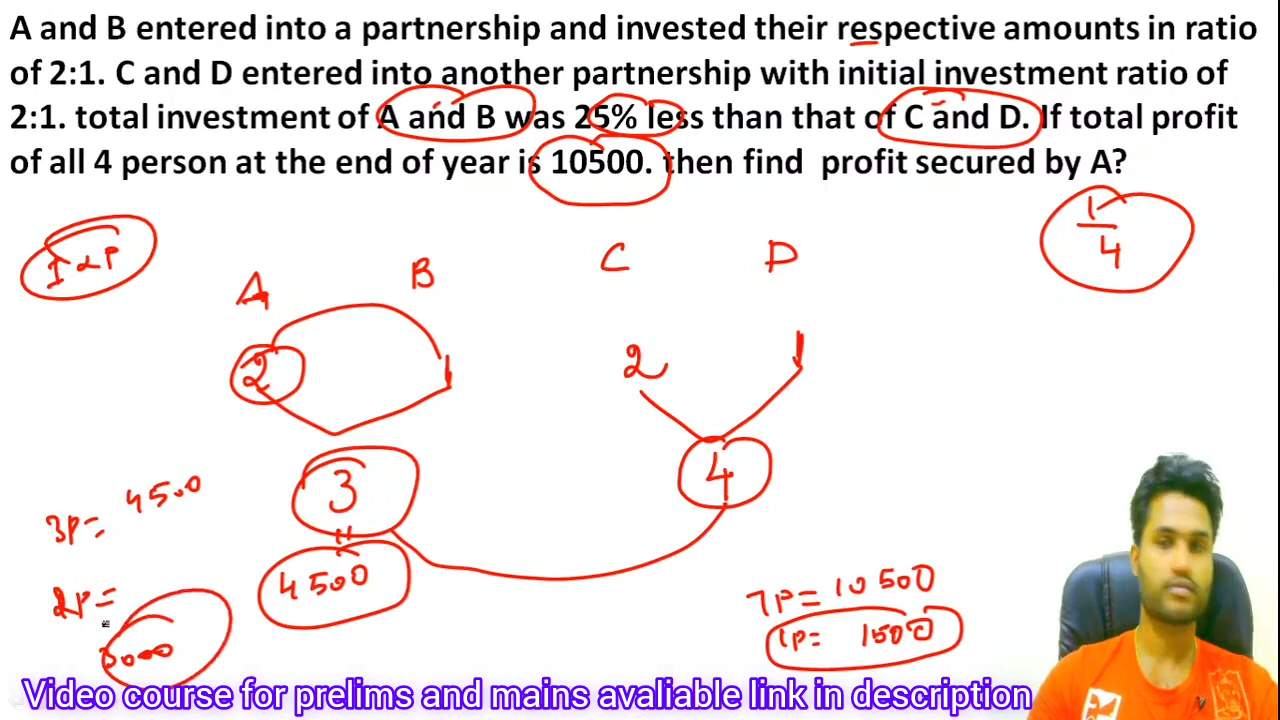 A and B entered into a partnership and invested their respective amounts in ratio
of 2:1. C and D entered into another partnership with initial investment ratio of
2:1. total investment of A and B was 25% less than that of C and D. If total profit
of all 4 person at the end of year is 10500. then find profit secured by A?
1
4
I α P
A B C D
2 1 2 1
3 4
3P= 4500
4500
2P=
3000
7P= 10500
1P= 1500
Video course for prelims and mains avaliable link in description